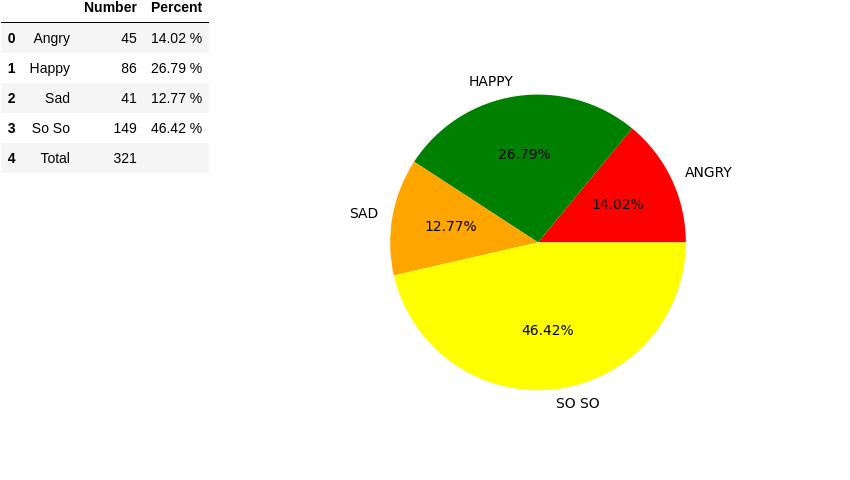 Number Percent
0 Angry 45 14.02 %
1 Happy 86 26.79 %
2 Sad 41 12.77 %
3 So So 149 46.42 %
4 Total 321
HAPPY
26.79%
ANGRY
14.02%
SAD
12.77%
46.42%
SO SO